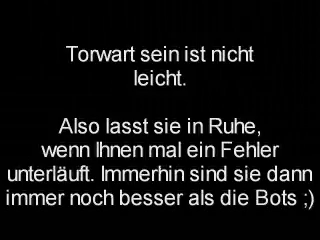 Torwart sein ist nicht
leicht.
Also lasst sie in Ruhe,
wenn Ihnen mal ein Fehler
unterläuft. Immerhin sind sie dann
immer noch besser als die Bots ;)